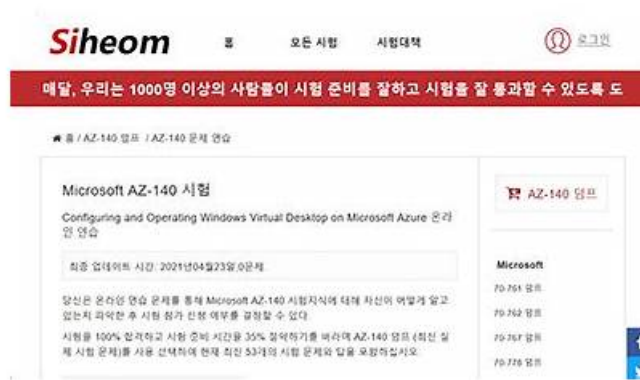 Siheom
홈
모든 시험
시험대책
로그인
매달, 우리는 1000명 이상의 사람들이 시험 준비를 잘하고 시험을 잘 통과할 수 있도록 도
홈 / AZ-140 덤프 / AZ-140 문제 연습
Microsoft AZ-140 시험
Configuring and Operating Windows Virtual Desktop on Microsoft Azure 온라
인 연습
최종 업데이트 시간: 2021년04월23일,0문제.
당신은 온라인 연습 문제를 통해 Microsoft AZ-140 시험지식에 대해 자신이 어떻게 알고
있는지 파악한 후 시험 참가 신청 여부를 결정할 수 있다.
시험을 100% 합격하고 시험 준비 시간을 35% 절약하기를 바라며 AZ-140 덤프 (최신 실
제 시험 문제)를 사용 선택하여 현재 최신 53개의 시험 문제와 답을 포함하십시오.
AZ-140 덤프
Microsoft
70-761 덤프
70-762 덤프
70-767 덤프
70-778 덤프